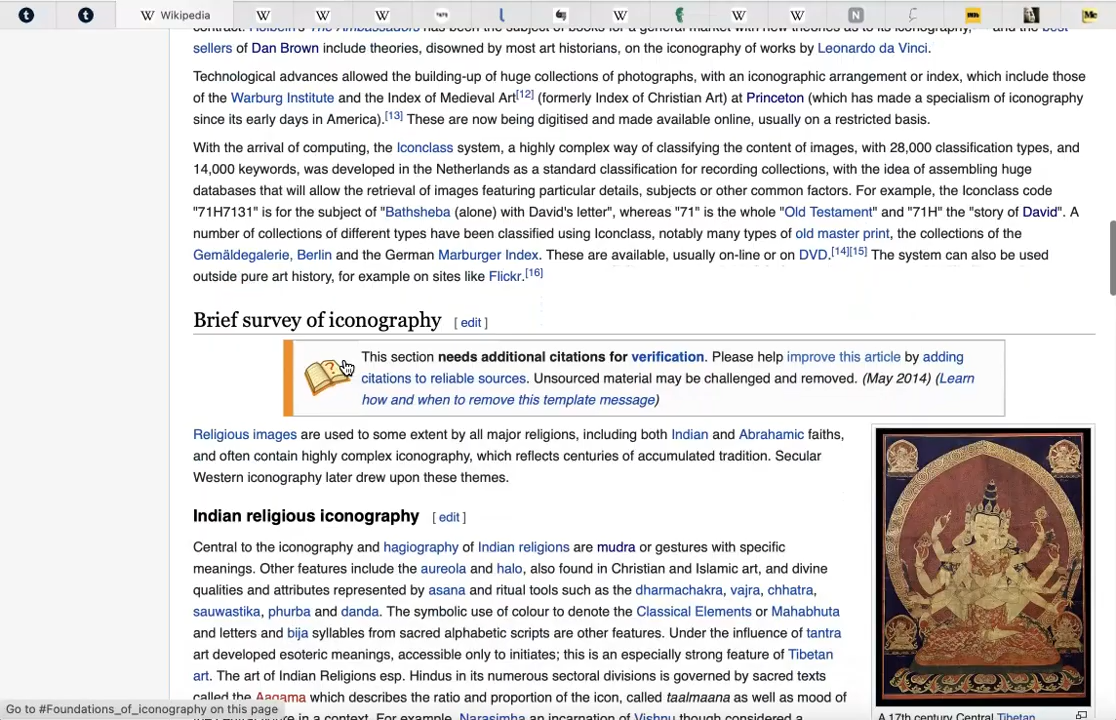 Wikipedia
sellers of Dan Brown include theories, disowned by most art historians, on the iconography of works by Leonardo da Vinci.
Technological advances allowed the building-up of huge collections of photographs, with an iconographic arrangement or index, which include those
of the Warburg Institute and the Index of Medieval Art[12] (formerly Index of Christian Art) at Princeton (which has made a specialism of iconography
since its early days in America).[13] These are now being digitised and made available online, usually on a restricted basis.
With the arrival of computing, the Iconclass system, a highly complex way of classifying the content of images, with 28,000 classification types, and
14,000 keywords, was developed in the Netherlands as a standard classification for recording collections, with the idea of assembling huge
databases that will allow the retrieval of images featuring particular details, subjects or other common factors. For example, the Iconclass code
"71H7131" is for the subject of "Bathsheba (alone) with David's letter", whereas "71" is the whole "Old Testament" and "71H" the "story of David". A
number of collections of different types have been classified using Iconclass, notably many types of old master print, the collections of the
Gemäldegalerie, Berlin and the German Marburger Index. These are available, usually on-line or on DVD.[14][15] The system can also be used
outside pure art history, for example on sites like Flickr.[16]
Brief survey of iconography [ edit ]
This section needs additional citations for verification. Please help improve this article by adding
citations to reliable sources. Unsourced material may be challenged and removed. (May 2014) (Learn
how and when to remove this template message)
Religious images are used to some extent by all major religions, including both Indian and Abrahamic faiths,
and often contain highly complex iconography, which reflects centuries of accumulated tradition. Secular
Western iconography later drew upon these themes.
Indian religious iconography [ edit ]
Central to the iconography and hagiography of Indian religions are mudra or gestures with specific
meanings. Other features include the aureola and halo, also found in Christian and Islamic art, and divine
qualities and attributes represented by asana and ritual tools such as the dharmachakra, vajra, chhatra,
sauwastika, phurba and danda. The symbolic use of colour to denote the Classical Elements or Mahabhuta
and letters and bija syllables from sacred alphabetic scripts are other features. Under the influence of tantra
art developed esoteric meanings, accessible only to initiates; this is an especially strong feature of Tibetan
art. The art of Indian Religions esp. Hindus in its numerous sectoral divisions is governed by sacred texts
called the Aagama which describes the ratio and proportion of the icon, called taalmaana as well as mood of
the central figure in a context. For example, Narasimha an incarnation of Vishnu though considered a
A 17th century Central Tibetan
Go to #Foundations_of_iconography on this page